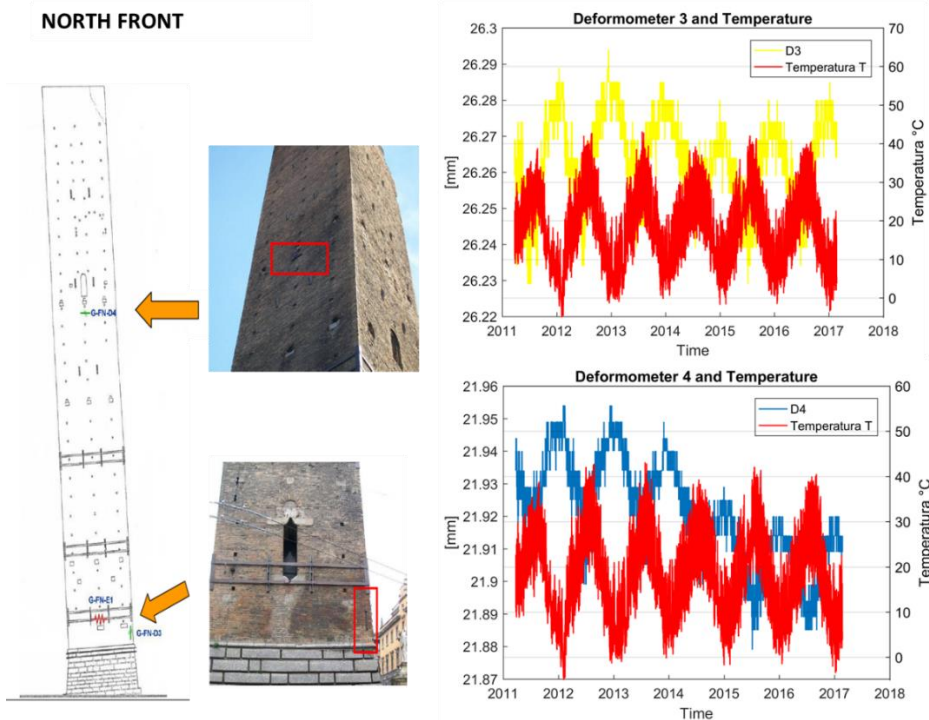 NORTH FRONT
G-FN-D4
G-FN-E1
G-FN-D3
Deformometer 3 and Temperature
D3
Temperatura T
[mm]
26.3
26.29
26.28
26.27
26.26
26.25
26.24
26.23
26.22
70
60
50
40
30
20
10
0
Temperatura °C
2011 2012 2013 2014 2015 2016 2017 2018
Time
Deformometer 4 and Temperature
D4
Temperatura T
[mm]
21.96
21.95
21.94
21.93
21.92
21.91
21.9
21.89
21.88
21.87
60
50
40
30
20
10
0
Temperatura °C
2011 2012 2013 2014 2015 2016 2017 2018
Time